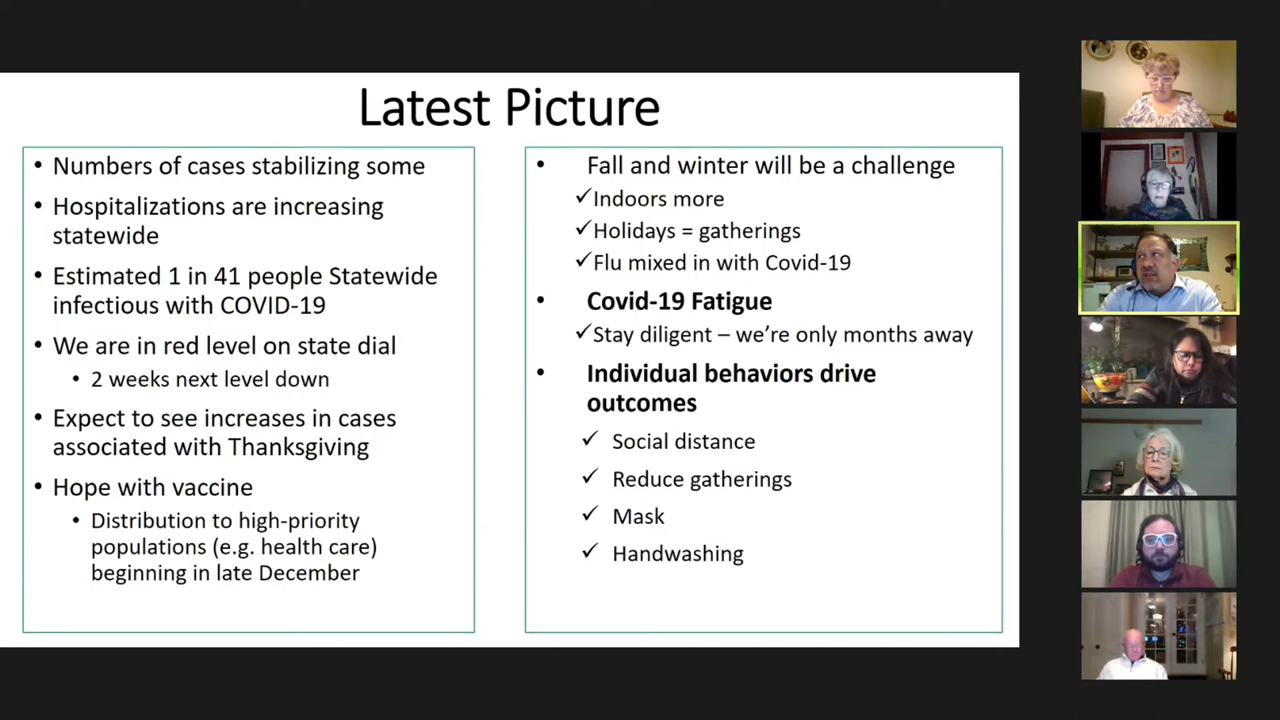 Latest Picture
• Numbers of cases stabilizing some
• Hospitalizations are increasing
statewide
• Estimated 1 in 41 people Statewide
infectious with COVID-19
• We are in red level on state dial
• 2 weeks next level down
• Expect to see increases in cases
associated with Thanksgiving
• Hope with vaccine
• Distribution to high-priority
populations (e.g. health care)
beginning in late December
• Fall and winter will be a challenge
✓Indoors more
✓Holidays = gatherings
✓Flu mixed in with Covid-19
• Covid-19 Fatigue
✓Stay diligent – we’re only months away
• Individual behaviors drive
outcomes
✓ Social distance
✓ Reduce gatherings
✓ Mask
✓ Handwashing